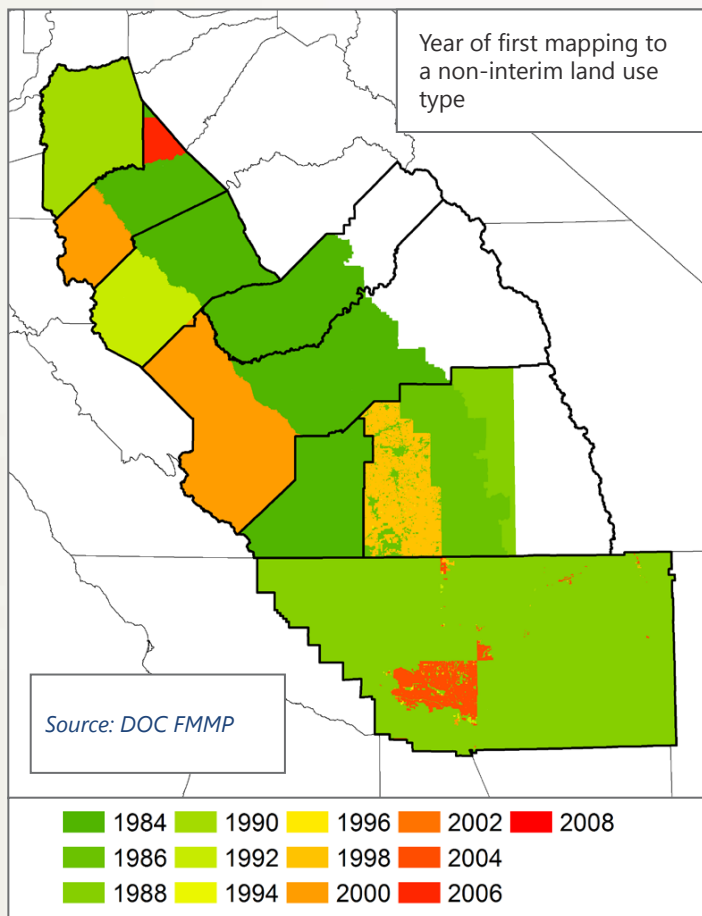 Year of first mapping to
a non-interim land use
type
Source: DOC FMMP
1984 1990 1996 2002 2008
1986 1992 1998 2004
1988 1994 2000 2006